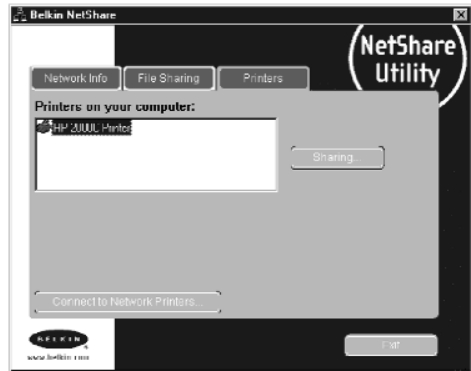 Belkin NetShare
NetShare
Utility
Network Info
File Sharing
Printers
Printers on your computer:
HP 2000C Printer
Sharing...
Connect to Network Printers...
BELKIN
www.belkin.com
Exit